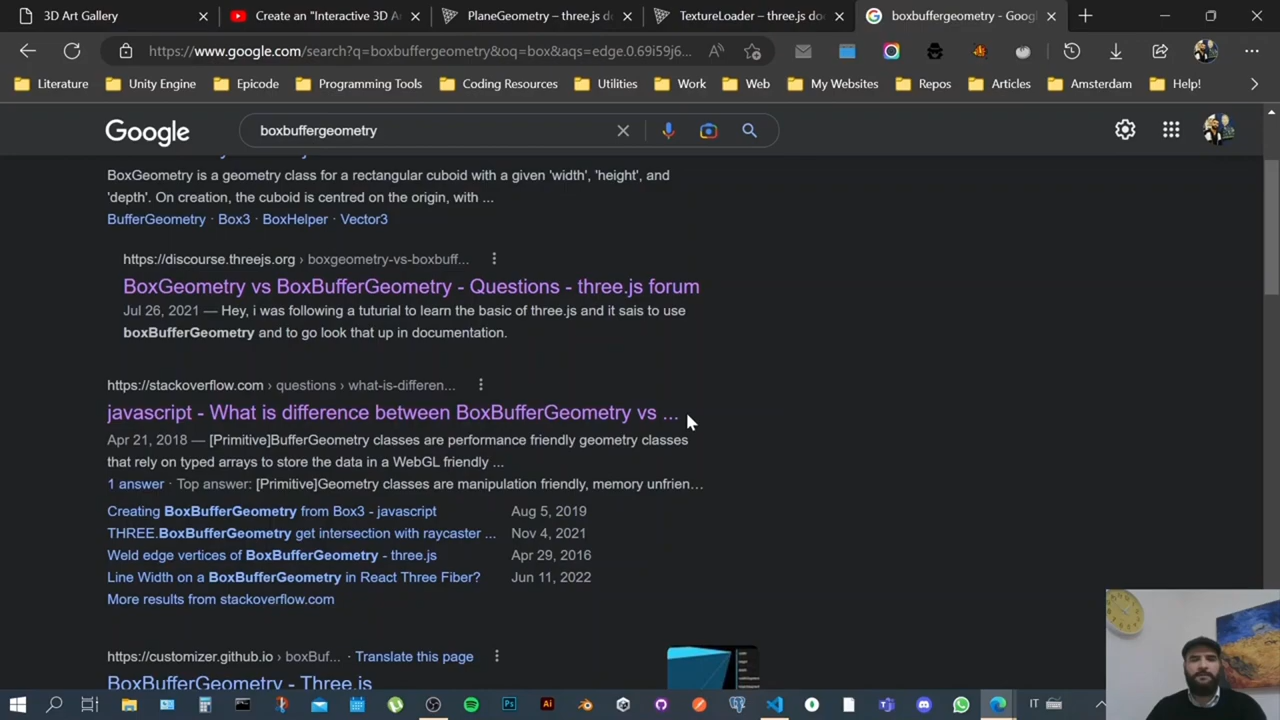 3D Art Gallery
Create an "Interactive 3D Ar
PlaneGeometry – three.js do
TextureLoader – three.js doc
boxbuffergeometry - Googl
https://www.google.com/search?q=boxbuffergeometry&oq=box&aqs=edge.0.69i59j6...
Literature
Unity Engine
Epicode
Programming Tools
Coding Resources
Utilities
Work
Web
My Websites
Repos
Articles
Amsterdam
Help!
Google
boxbuffergeometry
BoxGeometry is a geometry class for a rectangular cuboid with a given 'width', 'height', and
'depth'. On creation, the cuboid is centred on the origin, with ...
BufferGeometry · Box3 · BoxHelper · Vector3
https://discourse.threejs.org › boxgeometry-vs-boxbuff...
BoxGeometry vs BoxBufferGeometry - Questions - three.js forum
Jul 26, 2021 — Hey, i was following a tuturial to learn the basic of three.js and it sais to use
boxBufferGeometry and to go look that up in documentation.
https://stackoverflow.com › questions › what-is-differen...
javascript - What is difference between BoxBufferGeometry vs ...
Apr 21, 2018 — [Primitive]BufferGeometry classes are performance friendly geometry classes
that rely on typed arrays to store the data in a WebGL friendly ...
1 answer · Top answer: [Primitive]Geometry classes are manipulation friendly, memory unfrien...
Creating BoxBufferGeometry from Box3 - javascript Aug 5, 2019
THREE.BoxBufferGeometry get intersection with raycaster ... Nov 4, 2021
Weld edge vertices of BoxBufferGeometry - three.js Apr 29, 2016
Line Width on a BoxBufferGeometry in React Three Fiber? Jun 11, 2022
More results from stackoverflow.com
https://customizer.github.io › boxBuf... · Translate this page
BoxBufferGeometry - Three.js
IT